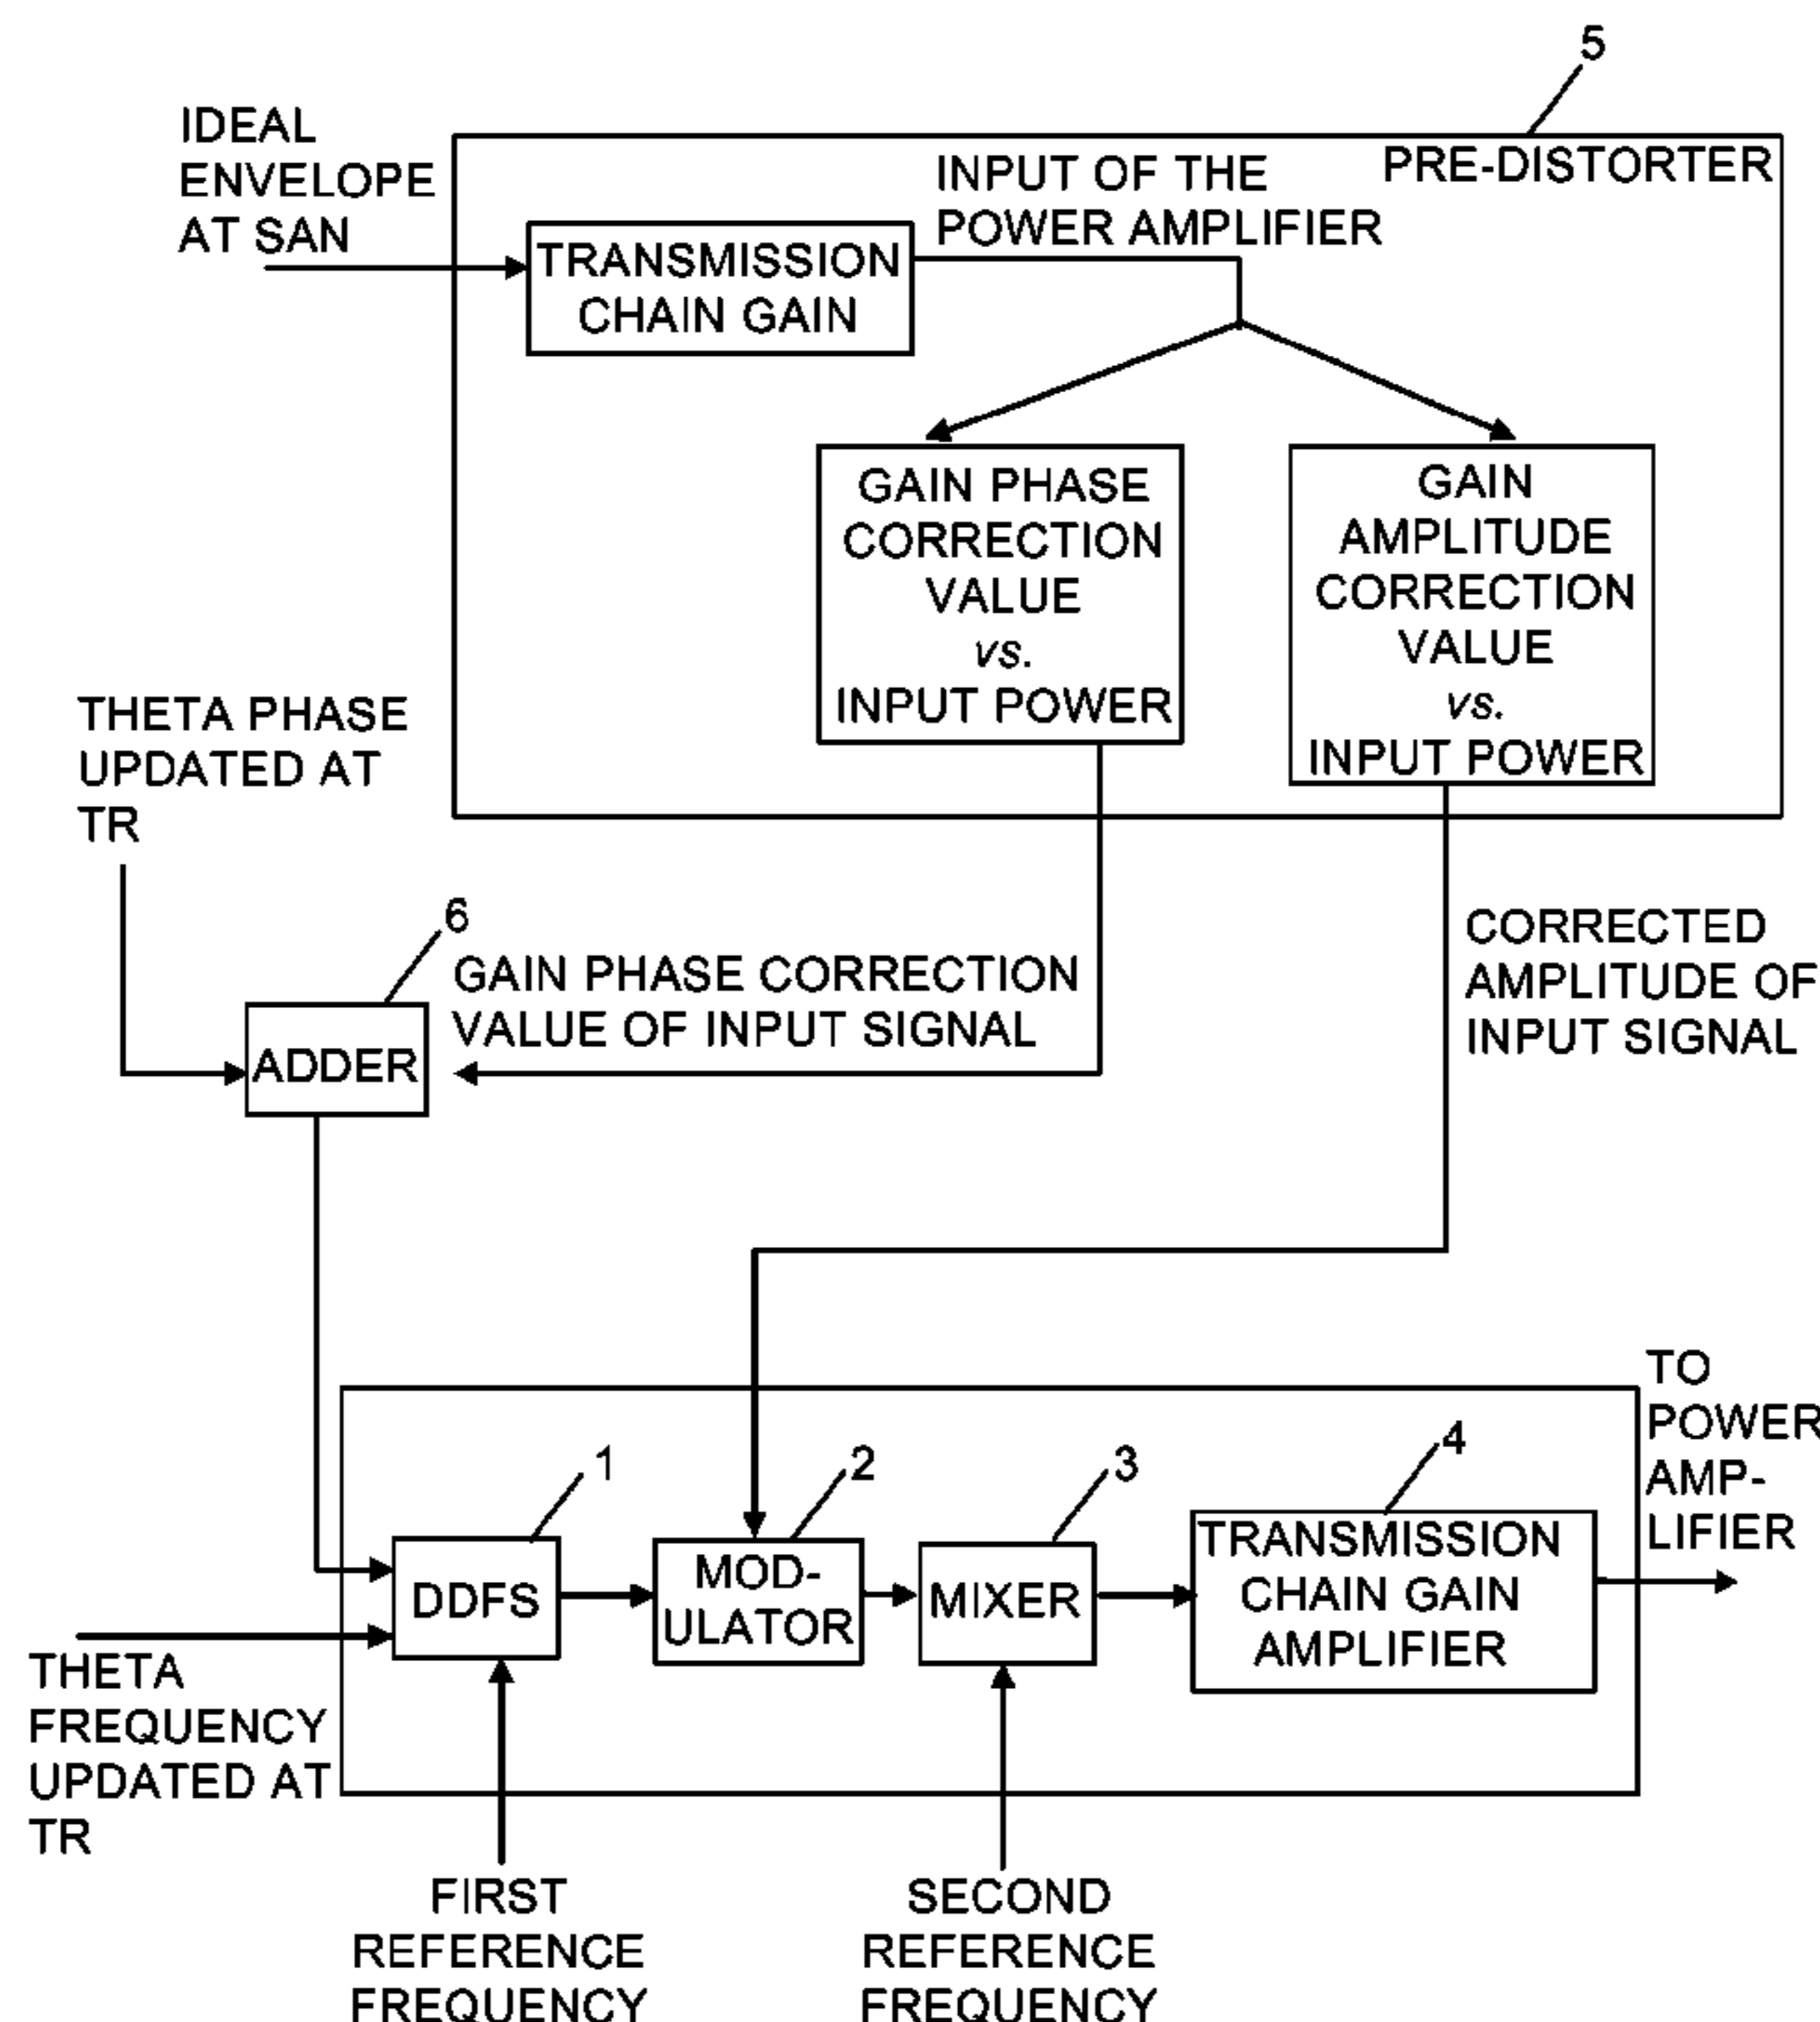 5
IDEAL
ENVELOPE
AT SAN
PRE-DISTORTER
INPUT OF THE
POWER AMPLIFIER
TRANSMISSION
CHAIN GAIN
GAIN PHASE
CORRECTION
VALUE
vs.
INPUT POWER
GAIN
AMPLITUDE
CORRECTION
VALUE
vs.
INPUT POWER
THETA PHASE
UPDATED AT
TR
6
GAIN PHASE CORRECTION
VALUE OF INPUT SIGNAL
CORRECTED
AMPLITUDE OF
INPUT SIGNAL
ADDER
TO
POWER
AMP-
LIFIER
1
2
3
4
DDFS
MOD-
ULATOR
MIXER
TRANSMISSION
CHAIN GAIN
AMPLIFIER
THETA
FREQUENCY
UPDATED AT
TR
FIRST
REFERENCE
FREQUENCY
SECOND
REFERENCE
FREQUENCY